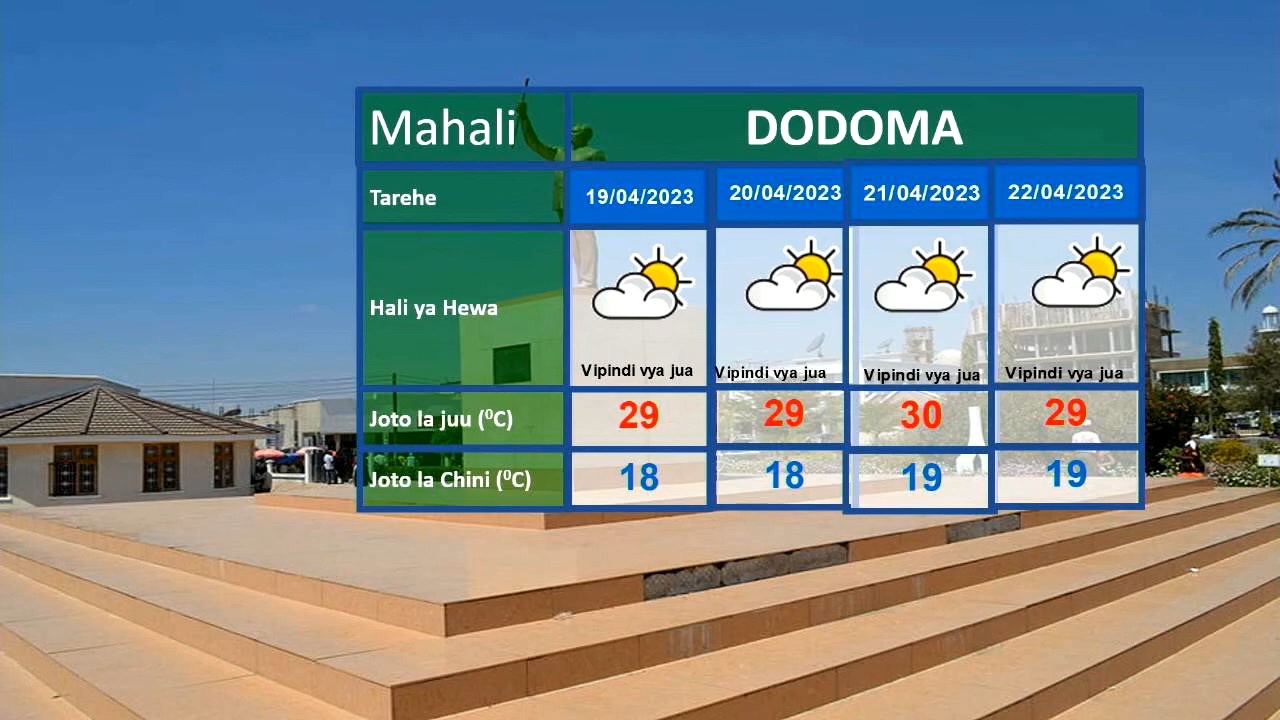 Mahali DODOMA
Tarehe 19/04/2023 20/04/2023 21/04/2023 22/04/2023
Hali ya Hewa
Vipindi vya jua Vipindi vya jua Vipindi vya jua Vipindi vya jua
Joto la juu (⁰C) 29 29 30 29
Joto la Chini (⁰C) 18 18 19 19